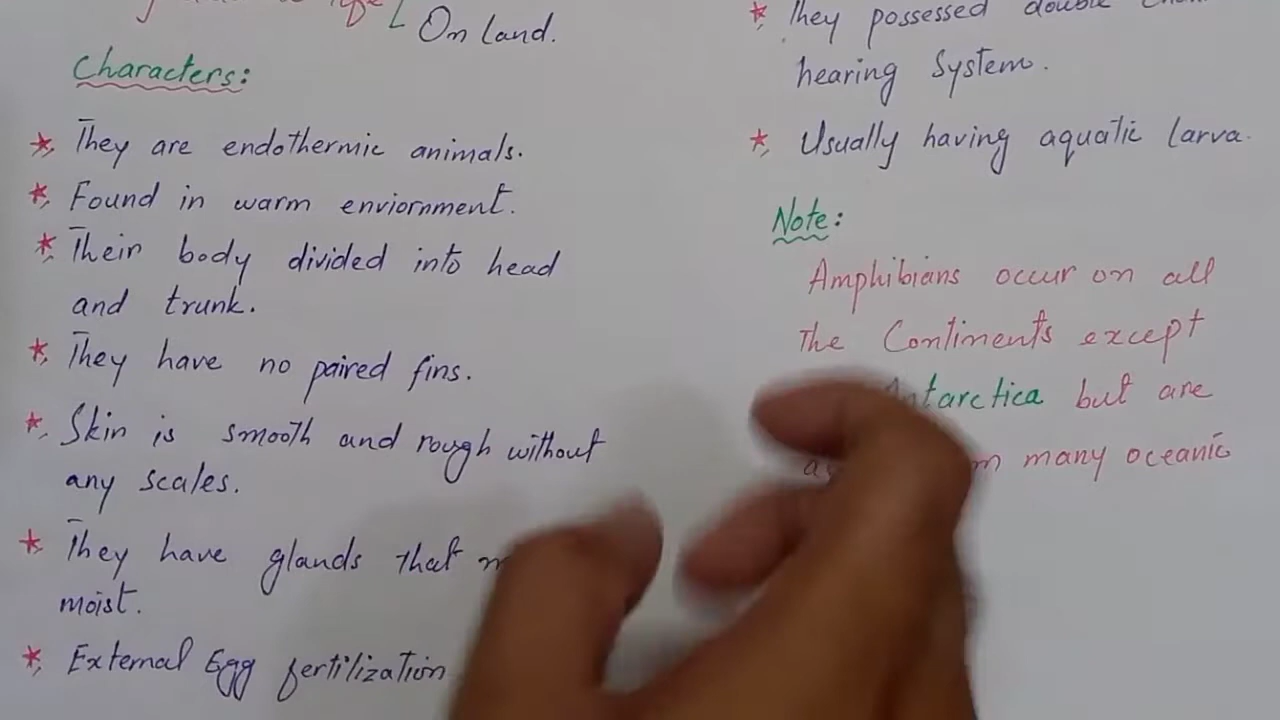 On Land.
Characters:
* They are endothermic animals.
* Found in warm enviornment.
* Their body divided into head
and trunk.
* They have no paired fins.
* Skin is smooth and rough without
any scales.
* They have glands that
moist.
* External Egg fertilization
* They possessed double
hearing System.
* Usually having aquatic larva.
Note:
Amphibians occur on all
The Continents except
Antarctica but are
many oceanic